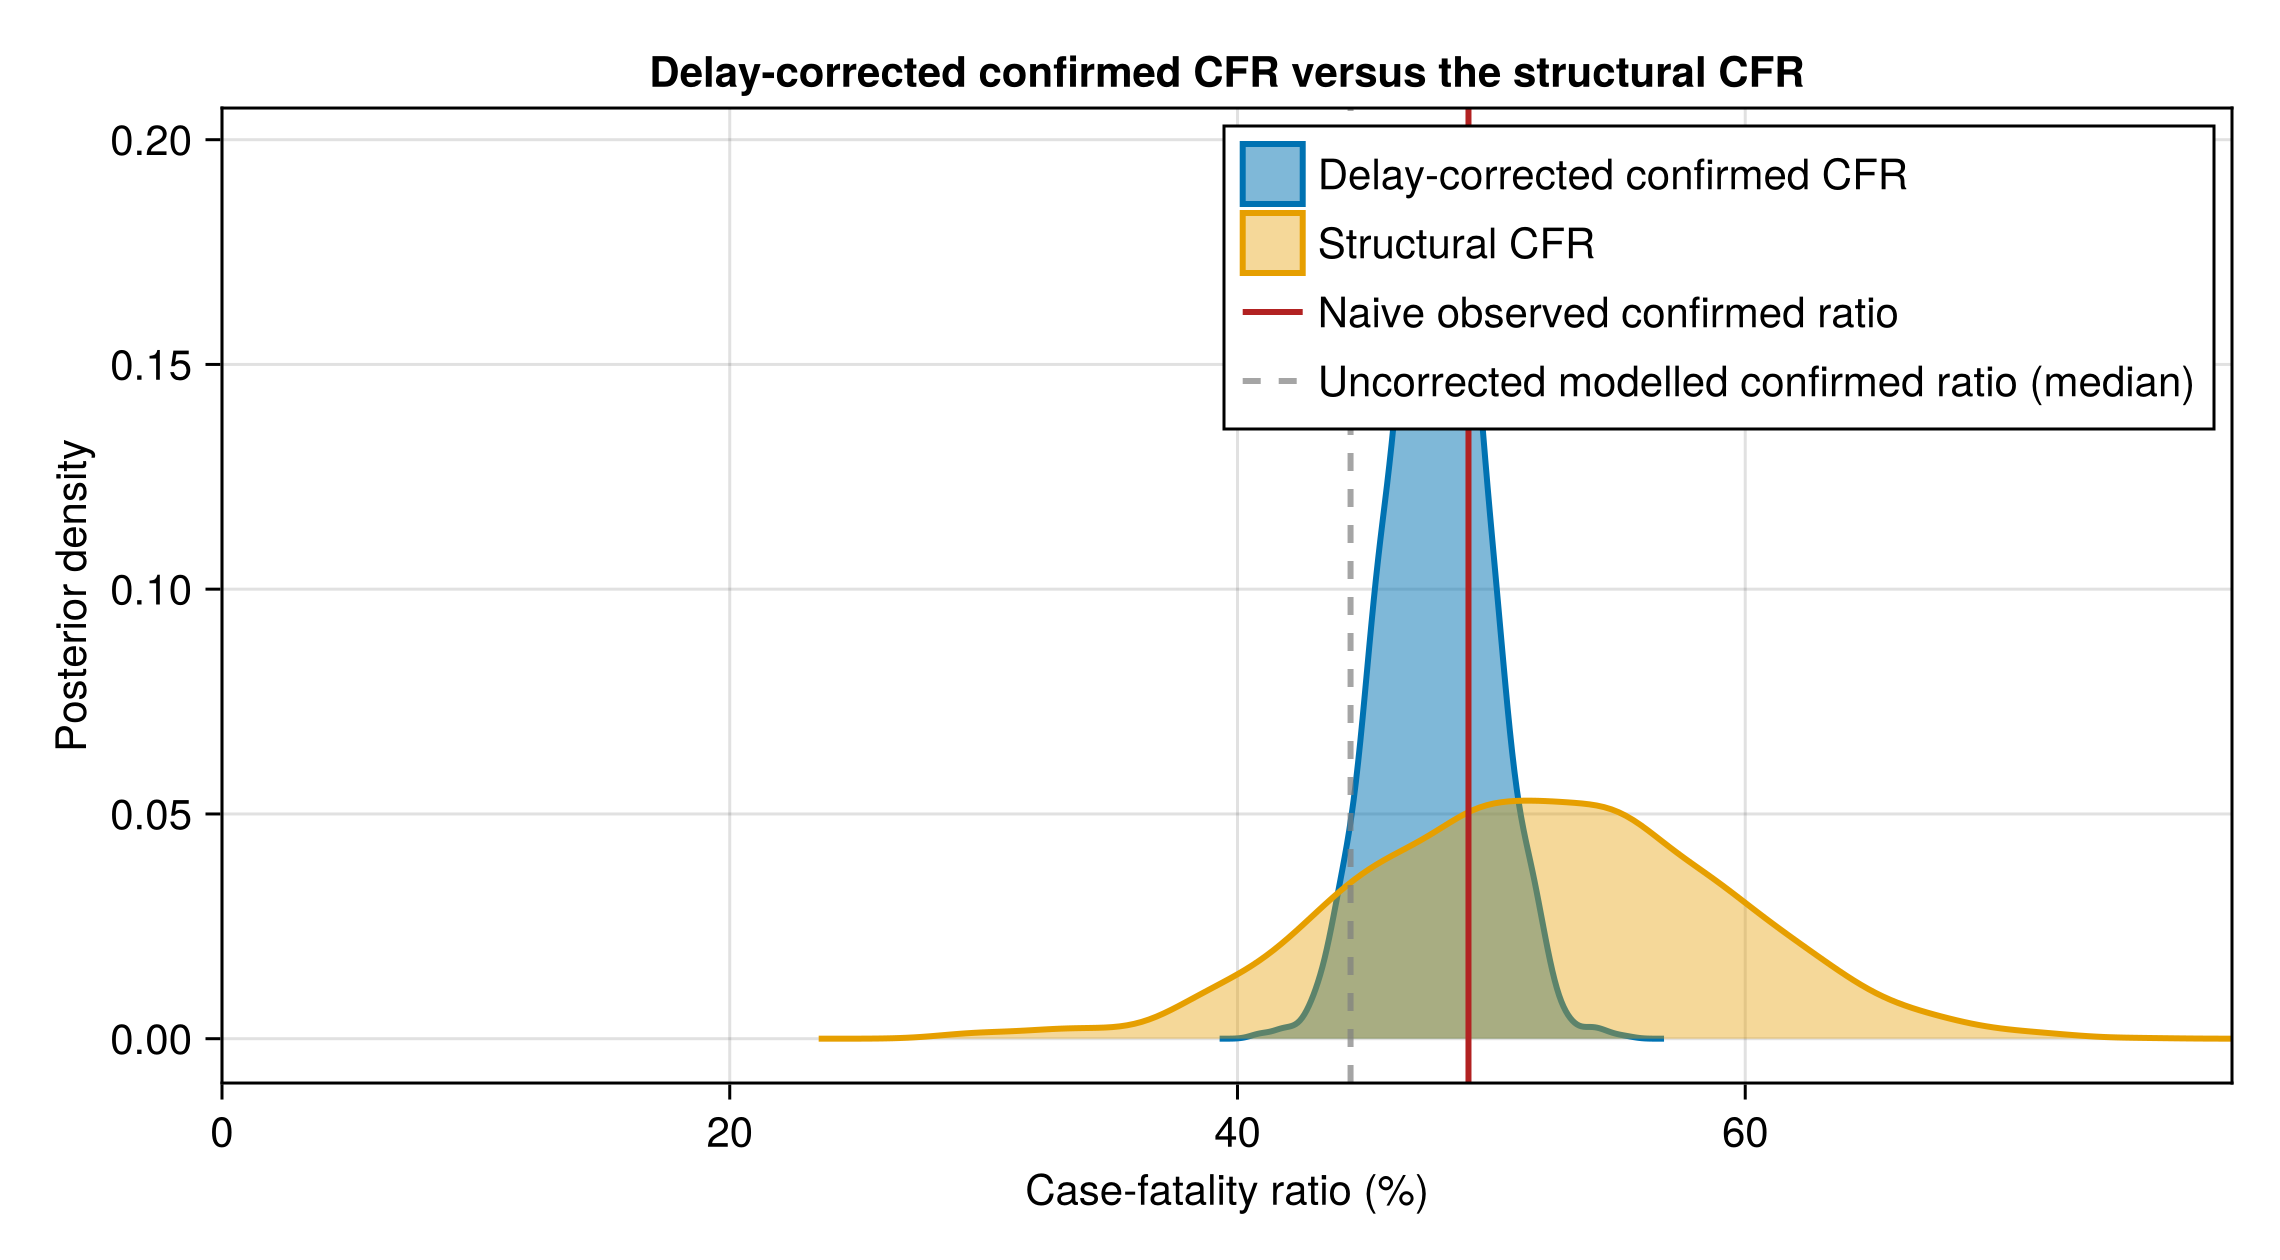 Delay-corrected confirmed CFR versus the structural CFR
0.20
0.15
0.10
0.05
0.00
Posterior density
Delay-corrected confirmed CFR
Structural CFR
Naive observed confirmed ratio
Uncorrected modelled confirmed ratio (median)
0
20
40
60
Case-fatality ratio (%)